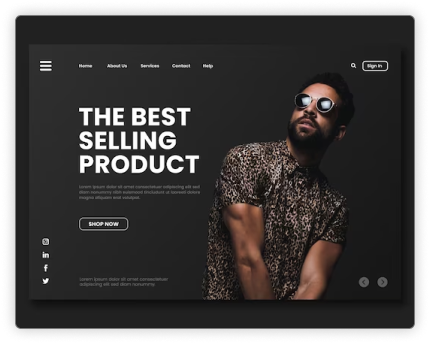 Home About Us Services Contact Help Sign In
THE BEST
SELLING
PRODUCT
lorem ipsum dolor sit amet consectetuer adipiscing elit sed
diam nonummy nibh euismod tincidunt ut laoreet dolore
magna aliquam erat volutpat
SHOP NOW
lorem ipsum dolor sit amet consectetuer
adipiscing elit sed diam nonummy